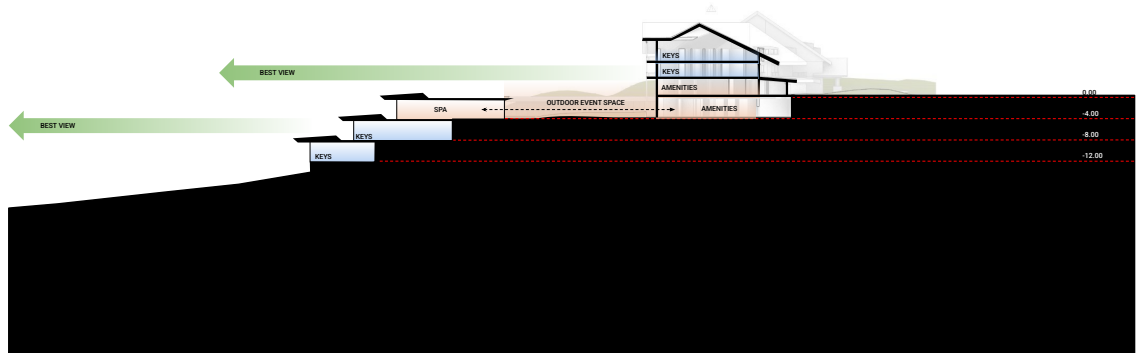 KEYS
KEYS
BEST VIEW
AMENITIES
0.00
OUTDOOR EVENT SPACE
SPA
AMENITIES
-4.00
BEST VIEW
KEYS
-8.00
KEYS
-12.00